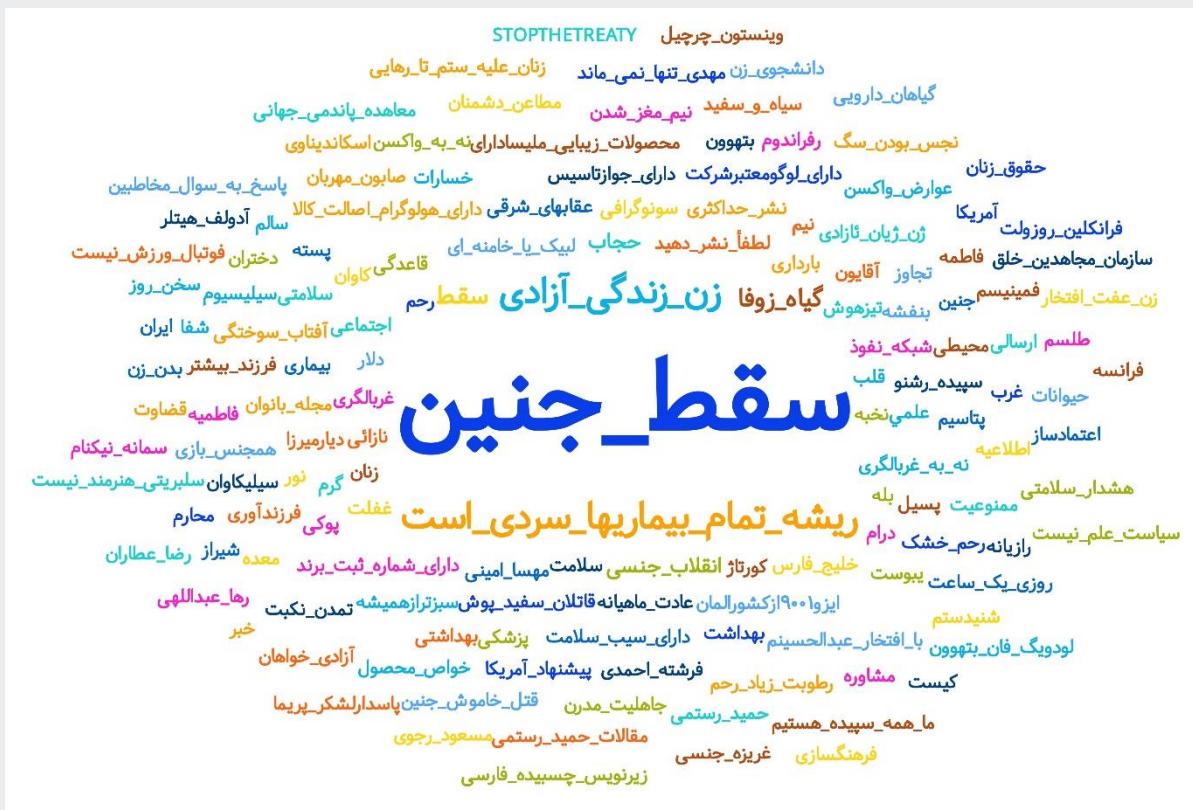 وینستون_چرچیل STOPTHETREATY
دانشجوی_زن مهدی_تنها_نمی_ماند زنان_علیه_ستم_تا_رهایی
گیاهان_دارویی سیاه_و_سفید نیم_مغز_شدن مطاعن_دشمنان معاهده_پاندمی_جهانی
نجس_بودن_سگ رفراندوم بتهوون محصولات_زیبایی_ملیسادارای نه_به_واکسن اسکاندیناوی
حقوق_زنان عوارض_واکسن دارای_لوگومعتبرشرکت دارای_جوازتاسیس خسارات صابون_مهربان پاسخ_به_سوال_مخاطبین
فرانکلین_روزولت آمریکا ژن_ژیان_ئازادی نیم نشر_حداکثری سونوگرافی عقابهای_شرقی دارای_هولوگرام_اصالت_کالا سالم آدولف_هیتلر
سازمان_مجاهدین_خلق فاطمه تجاوز آقایون بارداری لطفأ_نشر_دهید حجاب لبیک_یا_خامنه_ای قاعدگی کاوان پسته دختران فوتبال_ورزش_نیست
زن_عفت_افتخار فمینیسم جنین بنفشه تیزهوش گیاه_زوفا زن_زندگی_آزادی سقط رحم سلامتی سیلیسیوم سخن_روز
طلسم ارسالی محیطی شبکه_نفوذ اجتماعی آفتاب_سوختگی شفا ایران
فرانسه غرب سپیده_رشنو قلب دلار بیماری فرزند_بیشتر بدن_زن
حیوانات پتاسیم علمي نخبه سقط_جنین غربالگری مجله_بانوان فاطمیه قضاوت
اعتمادساز اطلاعیه نه_به_غربالگری نازائی دیارمیرزا همجنس_بازی سمانه_نیکنام
هشدار_سلامتی ممنوعیت پسیل بله زنان گرم نور سیلیکاوان سلبریتی_هنرمند_نیست
سیاست_علم_نیست رازیانه رحم_خشک درام ریشه_تمام_بیماریها_سردی_است غفلت پوکی فرزندآوری محارم
روزی_یک_ساعت یبوست خلیج_فارس کورتاژ انقلاب_جنسی سلامت مهسا_امینی دارای_شماره_ثبت_برند معده شیراز رضا_عطاران
شنیدستم ایزو۹۰۰۱ازکشورالمان عادت_ماهیانه قاتلان_سفید_پوش سبزترازهمیشه تمدن_نکبت رها_عبداللهی
لودویگ_فان_بتهوون با_افتخار_عبدالحسینم بهداشت دارای_سیب_سلامت پزشکی بهداشتی خبر
کیست مشاوره رطوبت_زیاد_رحم فرشته_احمدی پیشنهاد_آمریکا خواص_محصول آزادی_خواهان
ما_همه_سپیده_هستیم حمید_رستمی جاهلیت_مدرن قتل_خاموش_جنین پاسدارلشکر_پریما
فرهنگسازی غریزه_جنسی مقالات_حمید_رستمی مسعود_رجوی
زیرنویس_چسبیده_فارسی